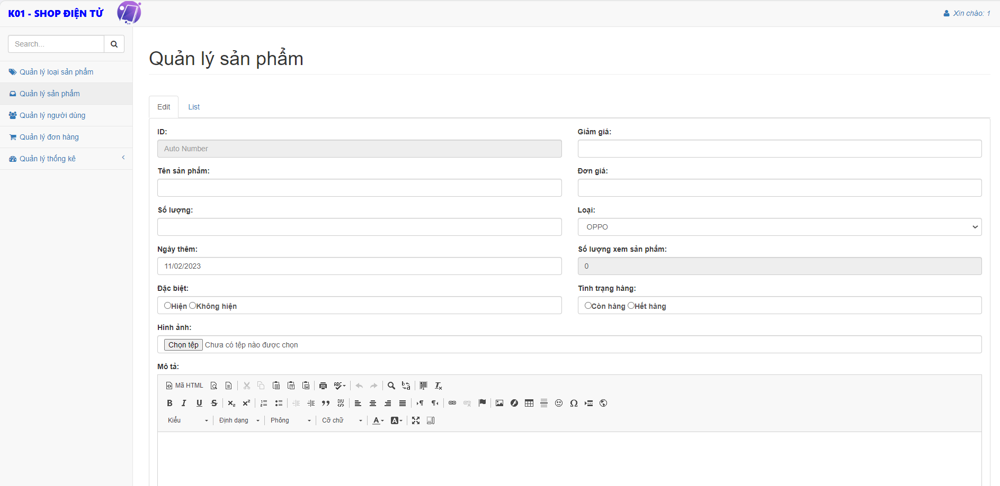 K01 - SHOP ĐIỆN TỬ
Xin chào: 1
Search...
Quản lý loại sản phẩm
Quản lý sản phẩm
Quản lý người dùng
Quản lý đơn hàng
Quản lý thống kê
Quản lý sản phẩm
Edit
List
ID:
Auto Number
Giảm giá:
Tên sản phẩm:
Đơn giá:
Số lượng:
Loại:
OPPO
Ngày thêm:
11/02/2023
Số lượng xem sản phẩm:
0
Đặc biệt:
Hiện Không hiện
Tình trạng hàng:
Còn hàng Hết hàng
Hình ảnh:
Chọn tệp Chưa có tệp nào được chọn
Mô tả:
Mã HTML
Kiểu Định dạng Phông Cỡ chữ